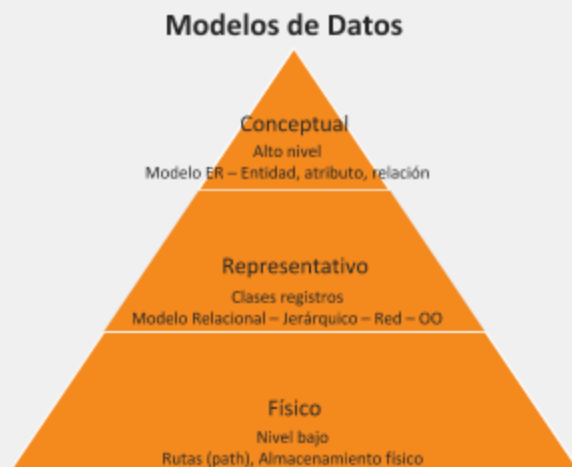 Modelos de Datos
Conceptual
Alto nivel
Modelo ER – Entidad, atributo, relación
Representativo
Clases registros
Modelo Relacional – Jerárquico – Red – OO
Físico
Nivel bajo
Rutas (path), Almacenamiento físico